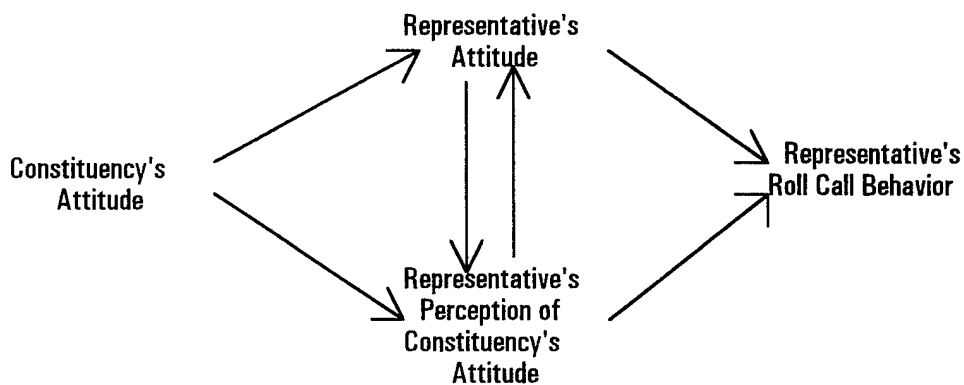 Representative's
Attitude
Constituency's
Attitude
Representative's
Roll Call Behavior
Representative's
Perception of
Constituency's
Attitude